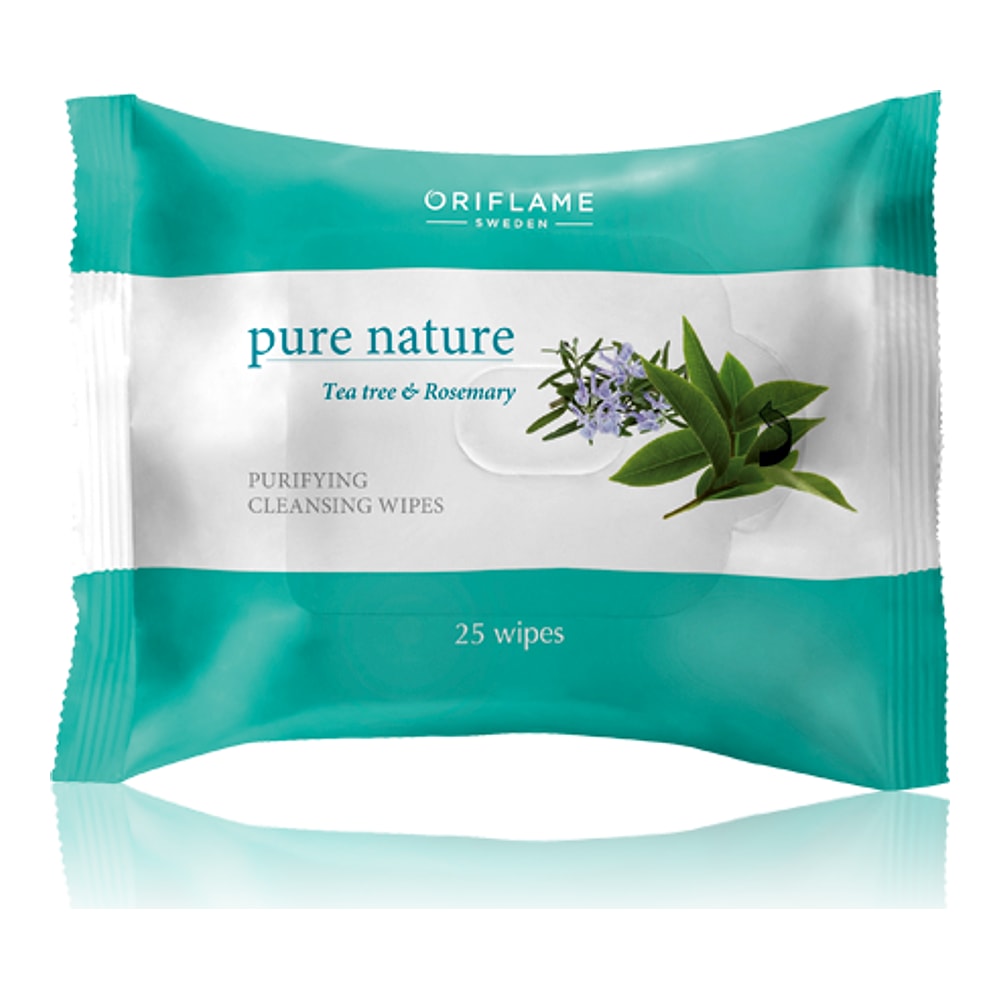 ORIFLAME
SWEDEN
pure nature
Tea tree & Rosemary
PURIFYING
CLEANSING WIPES
25 wipes